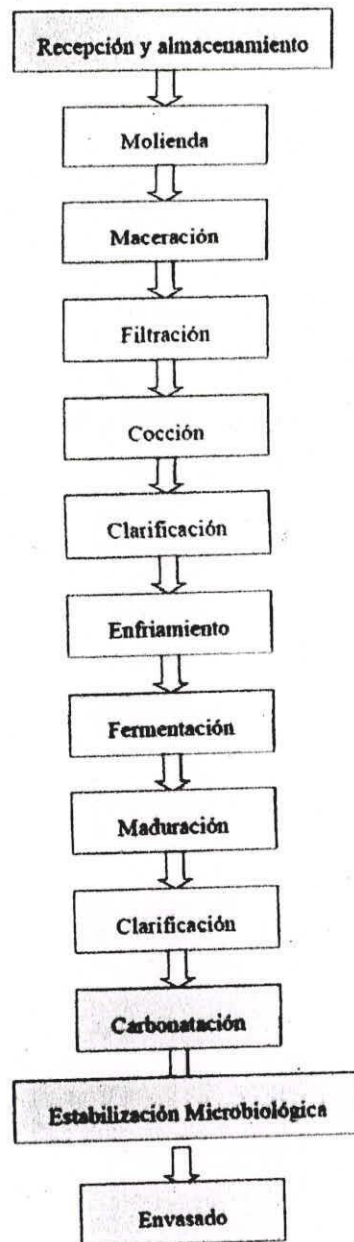 Recepción y almacenamiento
Molienda
Maceración
Filtración
Cocción
Clarificación
Enfriamiento
Fermentación
Maduración
Clarificación
Carbonatación
Estabilización Microbiológica
Envasado